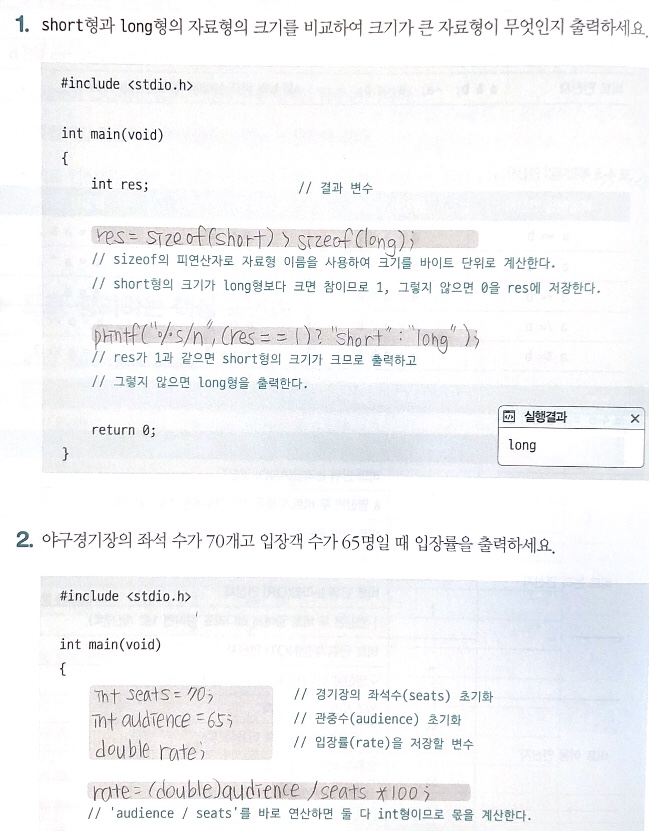 1. short형과 long형의 자료형의 크기를 비교하여 크기가 큰 자료형이 무엇인지 출력하세요.
#include <stdio.h>
int main(void)
{
int res; // 결과 변수
res = sizeof(short) > sizeof(long);
// sizeof의 피연산자로 자료형 이름을 사용하여 크기를 바이트 단위로 계산한다.
// short형의 크기가 long형보다 크면 참이므로 1, 그렇지 않으면 0을 res에 저장한다.
printf("%s/n", (res == 1) ? "short" : "long");
// res가 1과 같으면 short형의 크기가 크므로 출력하고
// 그렇지 않으면 long형을 출력한다.
return 0;
}
실행결과
long
2. 야구경기장의 좌석 수가 70개고 입장객 수가 65명일 때 입장률을 출력하세요.
#include <stdio.h>
int main(void)
{
int seats = 70; // 경기장의 좌석수(seats) 초기화
int audience = 65; // 관중수(audience) 초기화
double rate; // 입장률(rate)을 저장할 변수
rate = (double)audience / seats * 100;
// 'audience / seats'를 바로 연산하면 둘 다 int형이므로 몫을 계산한다.